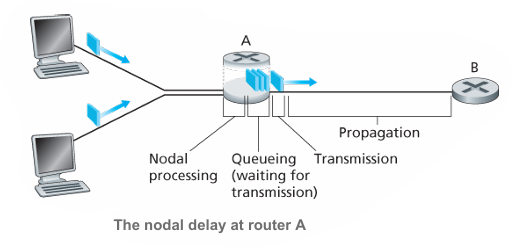 A
B
Propagation
Nodal
processing
Queueing
(waiting for
transmission)
Transmission
The nodal delay at router A